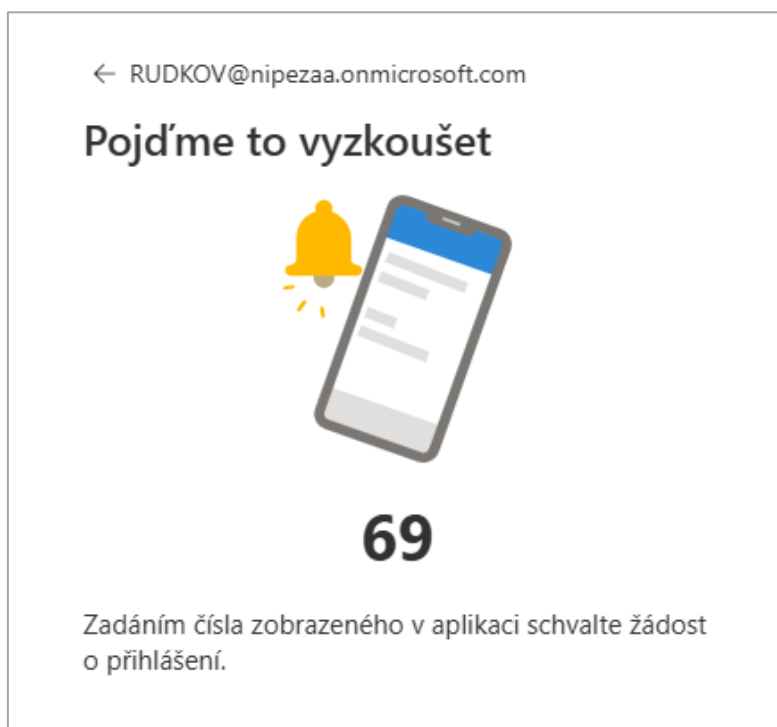 ← RUDKOV@nipezaa.onmicrosoft.com
Pojďme to vyzkoušet
69
Zadáním čísla zobrazeného v aplikaci schvalte žádost
o přihlášení.